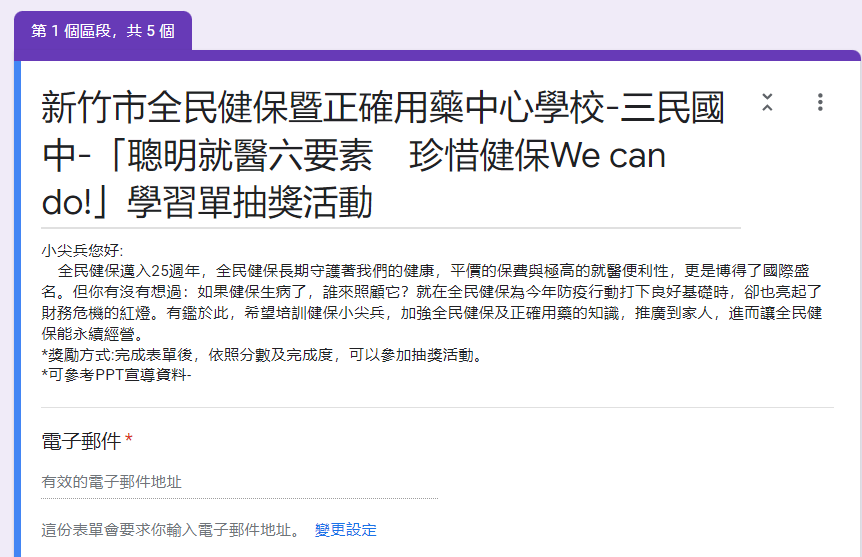 第 1 個區段，共 5 個
新竹市全民健保暨正確用藥中心學校-三民國
中-「聰明就醫六要素　珍惜健保We can
do!」學習單抽獎活動
小尖兵您好:
　全民健保邁入25週年，全民健保長期守護著我們的健康，平價的保費與極高的就醫便利性，更是博得了國際盛
名。但你有沒有想過：如果健保生病了，誰來照顧它？就在全民健保為今年防疫行動打下良好基礎時，卻也亮起了
財務危機的紅燈。有鑑於此，希望培訓健保小尖兵，加強全民健保及正確用藥的知識，推廣到家人，進而讓全民健
保能永續經營。
*獎勵方式:完成表單後，依照分數及完成度，可以參加抽獎活動。
*可參考PPT宣導資料-
電子郵件 *
有效的電子郵件地址
這份表單會要求你輸入電子郵件地址。 變更設定